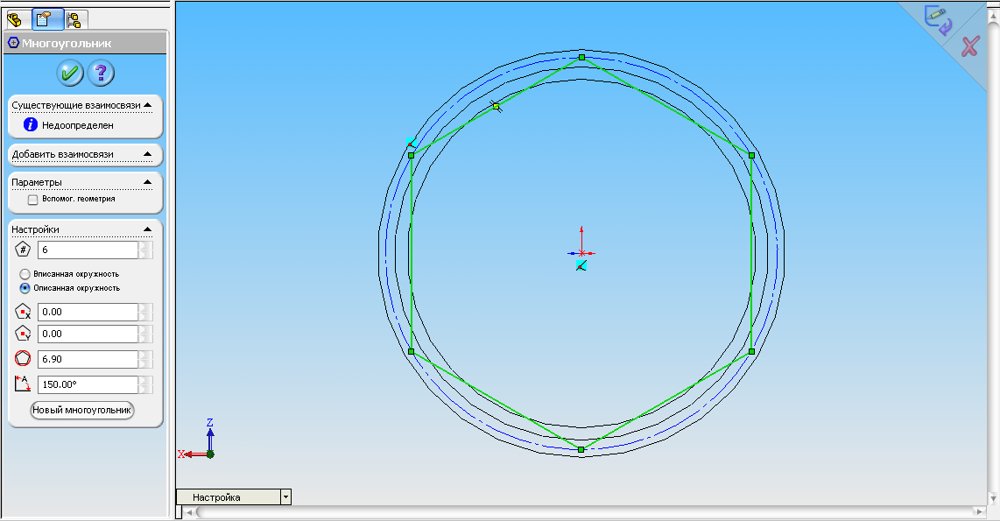 Многоугольник
?
Существующие взаимосвязи
i Недоопределен
Добавить взаимосвязи
Параметры
Вспомог. геометрия
Настройки
# 6
Вписанная окружность
Описанная окружность
X 0.00
Y 0.00
6.90
A 150.00°
Новый многоугольник
Z
X
Настройка